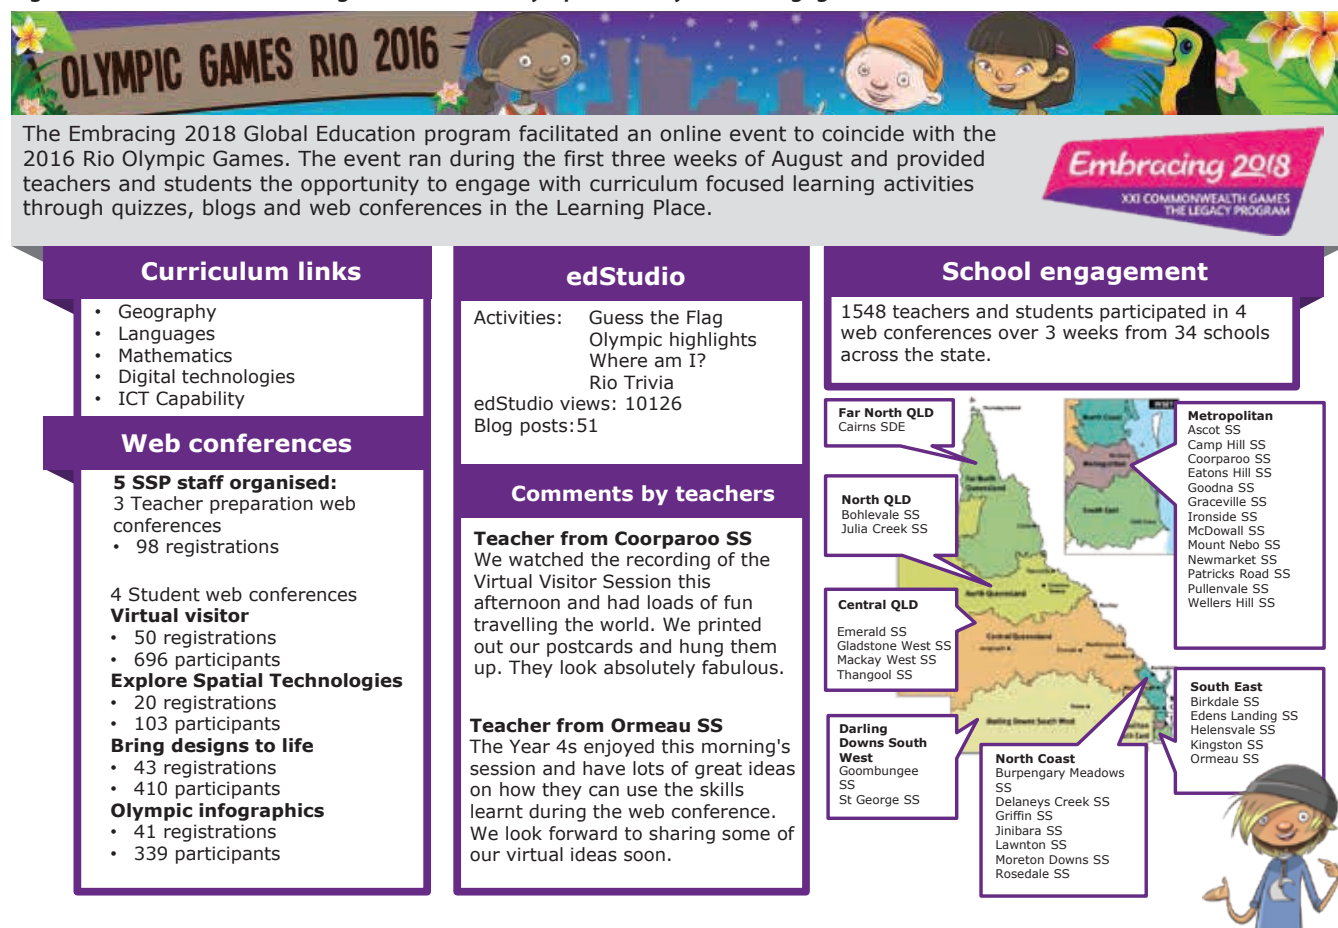 OLYMPIC GAMES RIO 2016
The Embracing 2018 Global Education program facilitated an online event to coincide with the
2016 Rio Olympic Games. The event ran during the first three weeks of August and provided
teachers and students the opportunity to engage with curriculum focused learning activities
through quizzes, blogs and web conferences in the Learning Place.
Embracing 2018
XXI COMMONWEALTH GAMES
THE LEGACY PROGRAM
Curriculum links
• Geography
• Languages
• Mathematics
• Digital technologies
• ICT Capability
Web conferences
5 SSP staff organised:
3 Teacher preparation web
conferences
• 98 registrations
4 Student web conferences
Virtual visitor
• 50 registrations
• 696 participants
Explore Spatial Technologies
• 20 registrations
• 103 participants
Bring designs to life
• 43 registrations
• 410 participants
Olympic infographics
• 41 registrations
• 339 participants
edStudio
Activities: Guess the Flag
Olympic highlights
Where am I?
Rio Trivia
edStudio views: 10126
Blog posts:51
Comments by teachers
Teacher from Coorparoo SS
We watched the recording of the
Virtual Visitor Session this
afternoon and had loads of fun
travelling the world. We printed
out our postcards and hung them
up. They look absolutely fabulous.
Teacher from Ormeau SS
The Year 4s enjoyed this morning's
session and have lots of great ideas
on how they can use the skills
learnt during the web conference.
We look forward to sharing some of
our virtual ideas soon.
School engagement
1548 teachers and students participated in 4
web conferences over 3 weeks from 34 schools
across the state.
Far North QLD
Cairns SDE
North QLD
Bohlevale SS
Julia Creek SS
Central QLD
Emerald SS
Gladstone West SS
Mackay West SS
Thangool SS
Darling
Downs South
West
Goombungee
SS
St George SS
North Coast
Burpengary Meadows
SS
Delaneys Creek SS
Griffin SS
Jinibara SS
Lawnton SS
Moreton Downs SS
Rosedale SS
Metropolitan
Ascot SS
Camp Hill SS
Coorparoo SS
Eatons Hill SS
Goodna SS
Graceville SS
Ironside SS
McDowall SS
Mount Nebo SS
Newmarket SS
Patricks Road SS
Pullenvale SS
Wellers Hill SS
South East
Birkdale SS
Edens Landing SS
Helensvale SS
Kingston SS
Ormeau SS
Far North
Queensland
North Queensland
Central Queensland
Darling Downs South West
North Coast
Metropolitan
South East